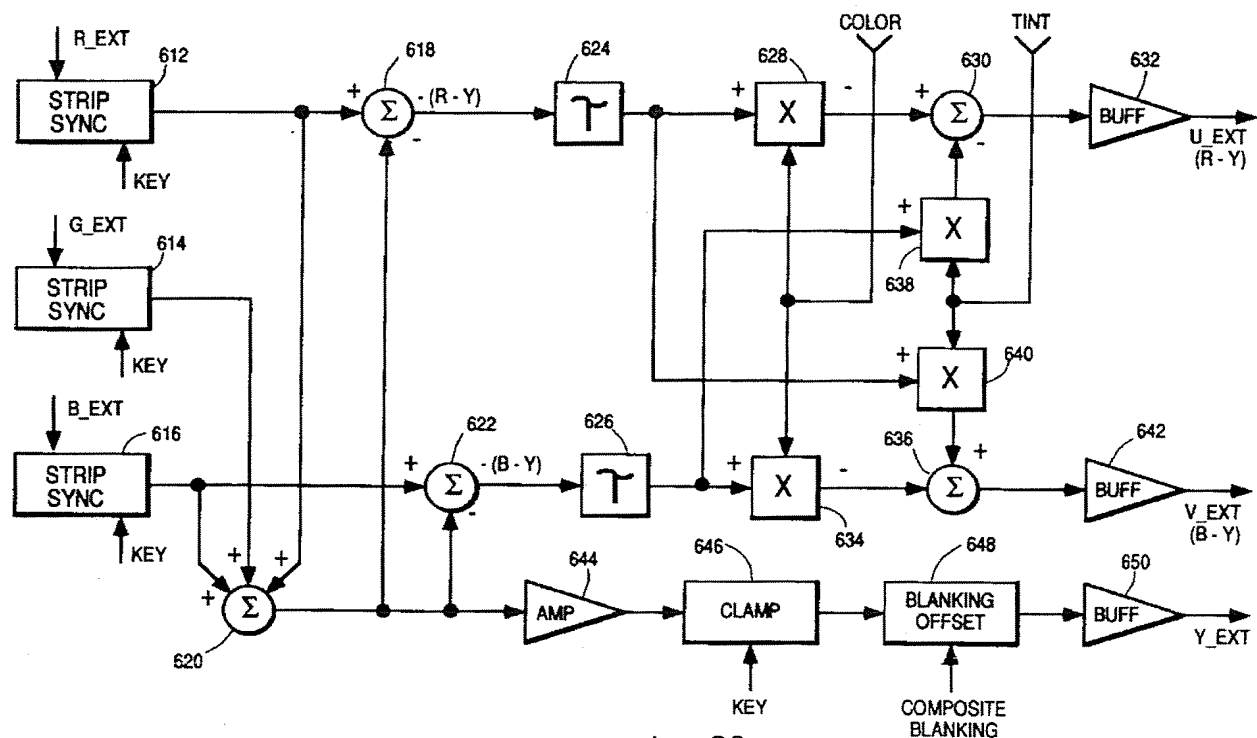 COLOR
TINT
R_EXT
612
618
624
628
630
632
STRIP
SYNC
+
Σ
- (R - Y)
-
T
+
X
-
+
Σ
-
BUFF
U_EXT
(R - Y)
KEY
G_EXT
614
STRIP
SYNC
KEY
+
X
638
+
X
640
B_EXT
616
622
626
636
642
STRIP
SYNC
+
Σ
- (B - Y)
-
T
+
X
-
634
+
Σ
BUFF
V_EXT
(B - Y)
KEY
+
+
+
Σ
620
644
646
648
650
AMP
CLAMP
BLANKING
OFFSET
BUFF
Y_EXT
KEY
COMPOSITE
BLANKING